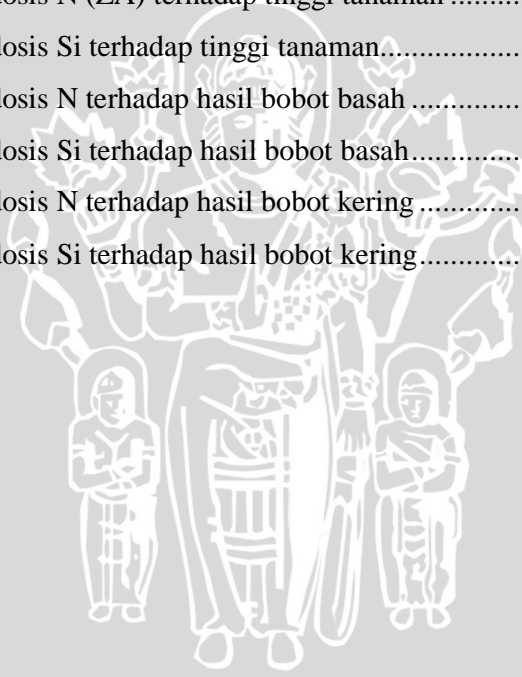 dosis N (ZA) terhadap tinggi tanaman .........
dosis Si terhadap tinggi tanaman..................
dosis N terhadap hasil bobot basah ..............
dosis Si terhadap hasil bobot basah..............
dosis N terhadap hasil bobot kering .............
dosis Si terhadap hasil bobot kering.............